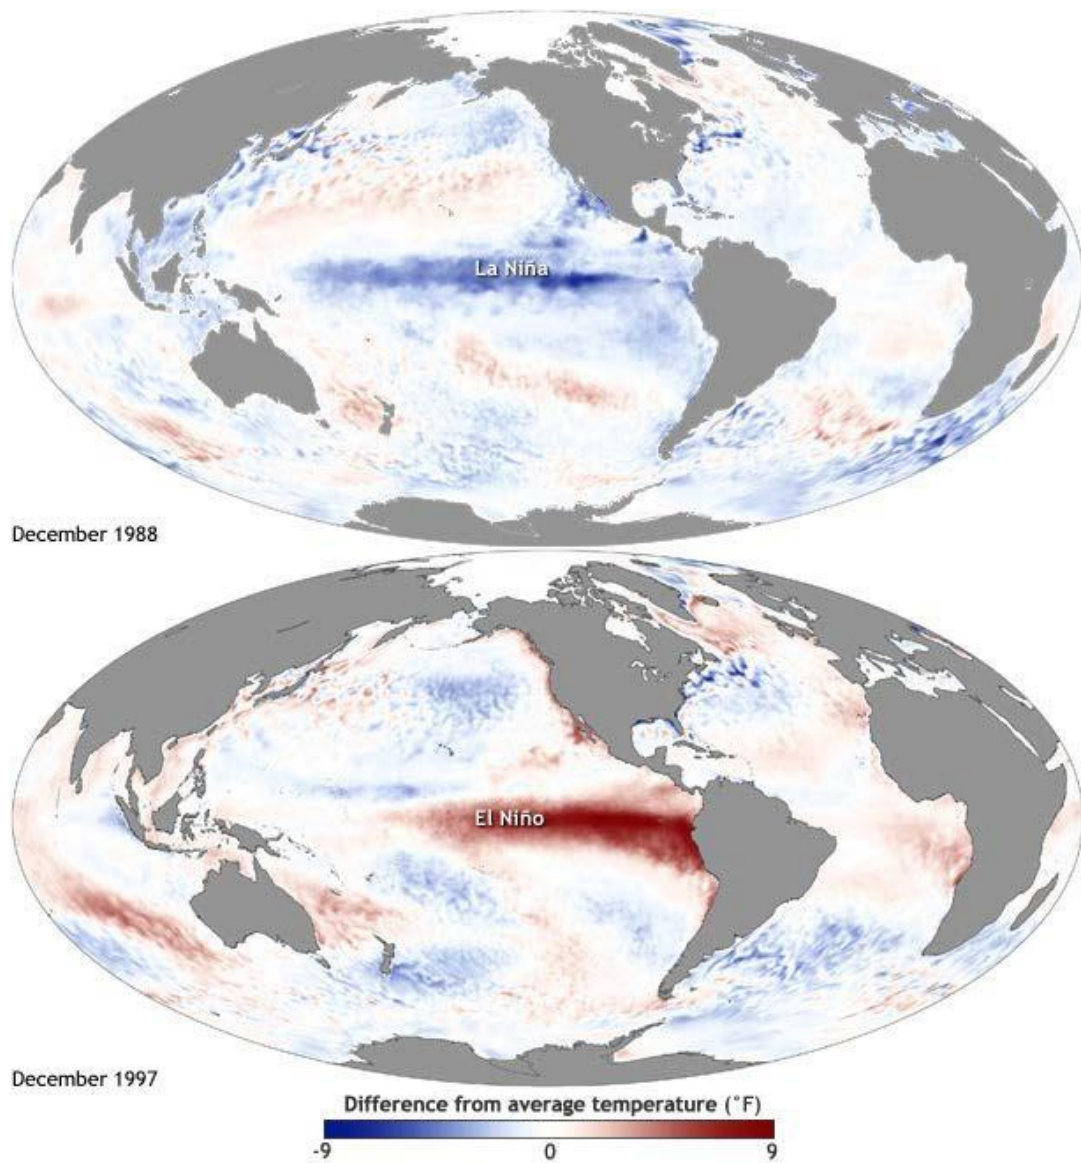 La Niña
December 1988
El Niño
December 1997
Difference from average temperature (°F)
-9 0 9